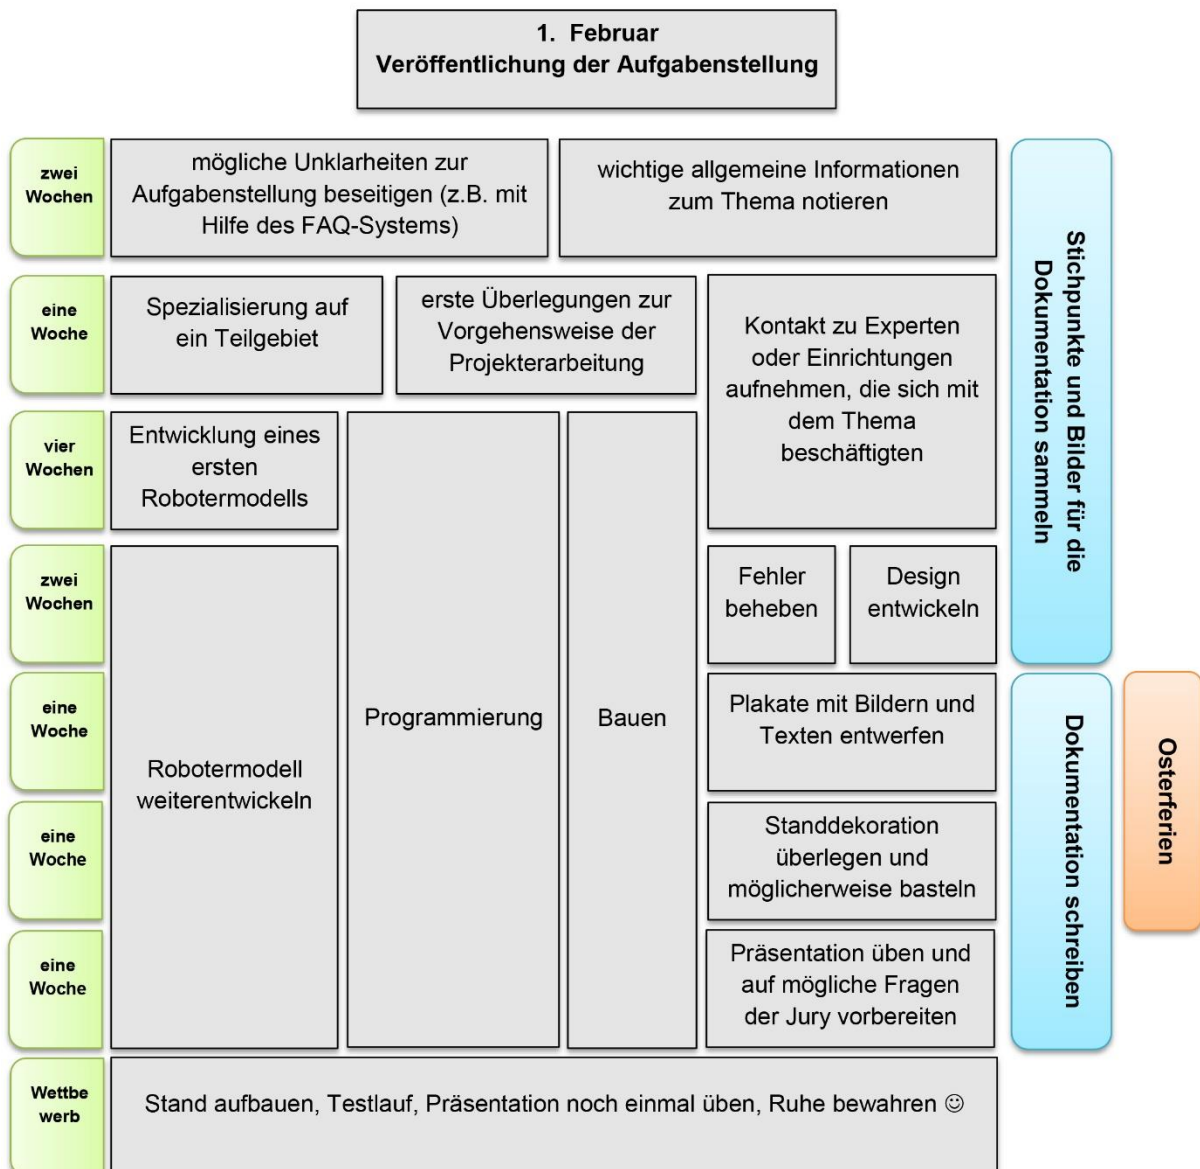 1. Februar
Veröffentlichung der Aufgabenstellung
zwei
Wochen
mögliche Unklarheiten zur
Aufgabenstellung beseitigen (z.B. mit
Hilfe des FAQ-Systems)
wichtige allgemeine Informationen
zum Thema notieren
Stichpunkte und Bilder für die
Dokumentation sammeln
eine
Woche
Spezialisierung auf
ein Teilgebiet
erste Überlegungen zur
Vorgehensweise der
Projekterarbeitung
Kontakt zu Experten
oder Einrichtungen
aufnehmen, die sich mit
dem Thema
beschäftigten
vier
Wochen
Entwicklung eines
ersten
Robotermodells
Programmierung
Bauen
zwei
Wochen
Robotermodell
weiterentwickeln
Fehler
beheben
Design
entwickeln
eine
Woche
Plakate mit Bildern und
Texten entwerfen
Dokumentation schreiben
Osterferien
eine
Woche
Standdekoration
überlegen und
möglicherweise basteln
eine
Woche
Präsentation üben und
auf mögliche Fragen
der Jury vorbereiten
Wettbe
werb
Stand aufbauen, Testlauf, Präsentation noch einmal üben, Ruhe bewahren ☺